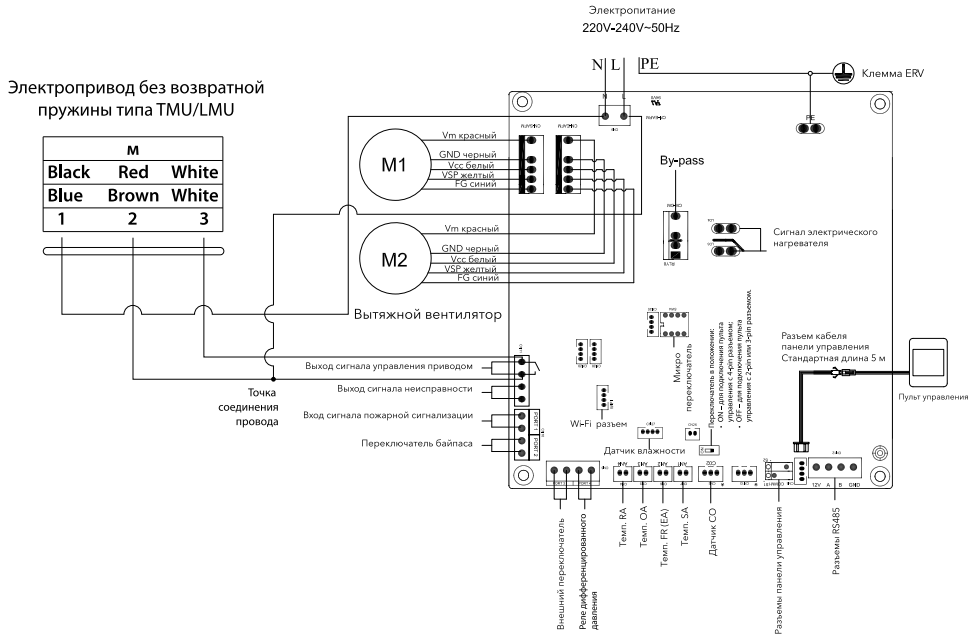 Электропитание
220V-240V~50Hz
N L PE
Клемма ERV
Электропривод без возвратной
пружины типа TMU/LMU
M
Black Red White
Blue Brown White
1 2 3
N L
PE
M1
Vm красный
GND черный
Vcc белый
VSP желтый
FG синий
M2
Vm красный
GND черный
Vcc белый
VSP желтый
FG синий
Вытяжной вентилятор
By-pass
Сигнал электрического
нагревателя
Выход сигнала управления приводом
Выход сигнала неисправности
Точка
соединения
провода
Вход сигнала пожарной сигнализации
Переключатель байпаса
PORT 1
PORT 2
Wi-Fi разъем
Датчик влажности
Микро
переключатель
Переключатель в положении:
• ON – для подключения пульта
управления с 4-pin разъемом;
• OFF – для подключения пульта
управления с 2-pin или 3-pin разъемом.
Разъем кабеля
панели управления
Стандартная длина 5 м
Пульт управления
12V A B GND
Внешний переключатель
Реле дифференцированного
давления
Темп. RA
Темп. OA
Темп. FR (EA)
Темп. SA
Датчик CO
Разъемы панели управления
Разъемы RS485